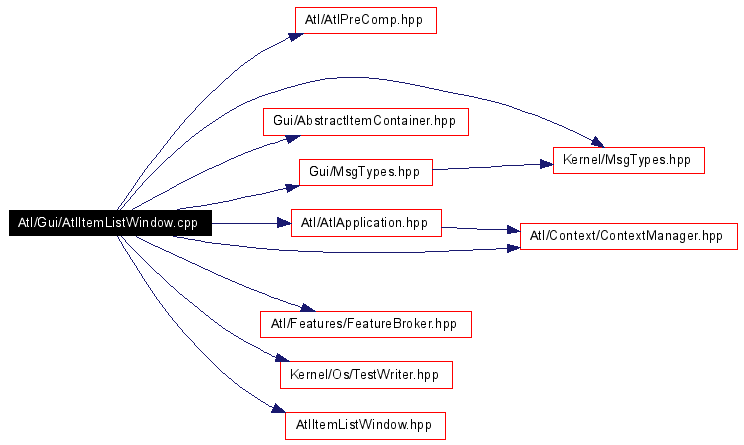 Atl/AtlPreComp.hpp
Gui/AbstractItemContainer.hpp
Kernel/MsgTypes.hpp
Gui/MsgTypes.hpp
Atl/Gui/AtlItemListWindow.cpp
Atl/AtlApplication.hpp
Atl/Context/ContextManager.hpp
Atl/Features/FeatureBroker.hpp
Kernel/Os/TestWriter.hpp
AtlItemListWindow.hpp